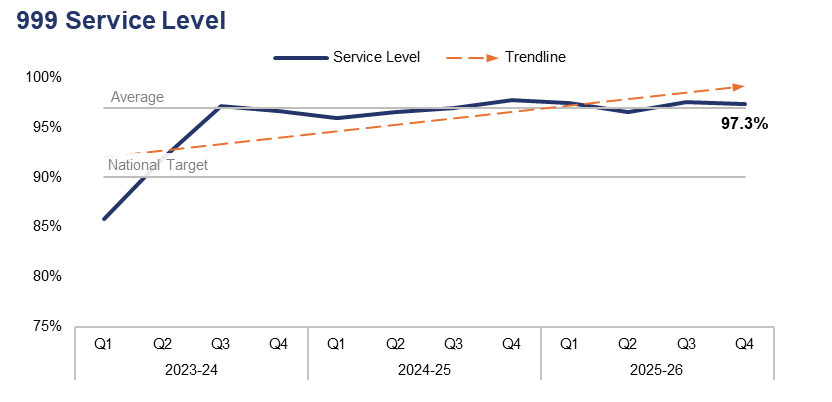 999 Service Level
Service Level
Trendline
100%
Average
95%
97.3%
National Target
90%
85%
80%
75%
Q1 Q2 Q3 Q4 Q1 Q2 Q3 Q4 Q1 Q2 Q3 Q4
2023-24 2024-25 2025-26